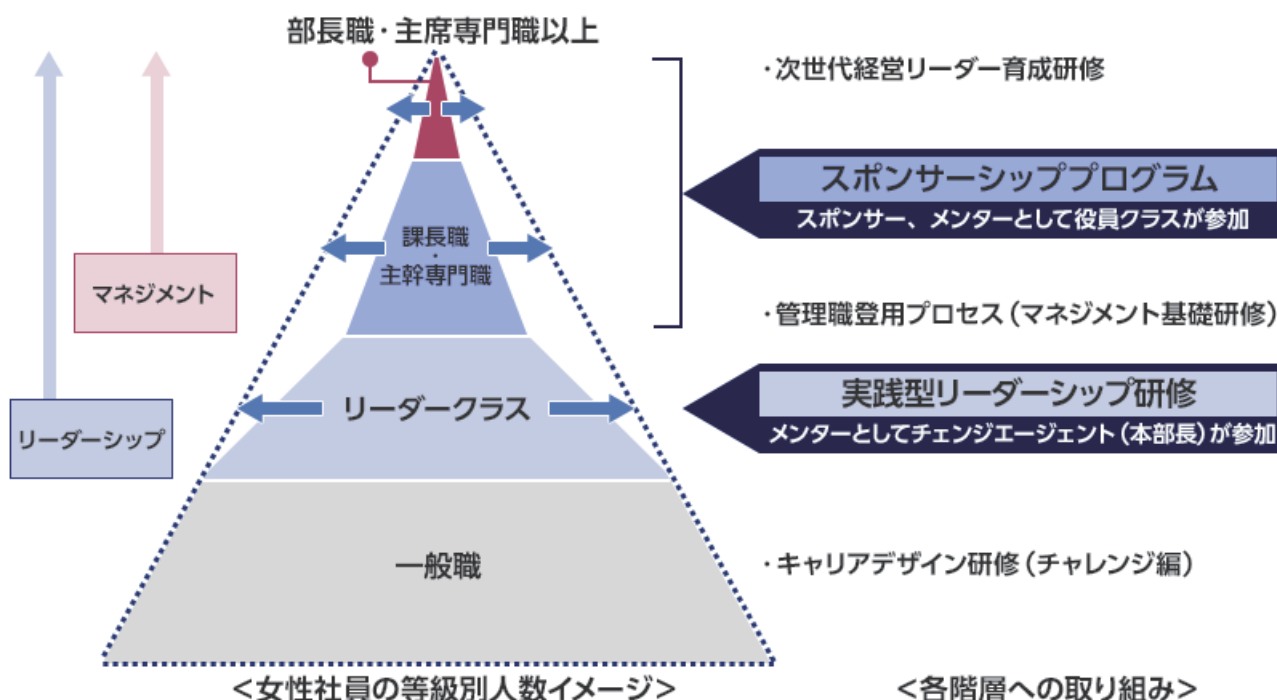 部長職・主席専門職以上
・次世代経営リーダー育成研修
スポンサーシッププログラム
スポンサー、メンターとして役員クラスが参加
課長職
・
主幹専門職
マネジメント
・管理職登用プロセス(マネジメント基礎研修)
リーダークラス
実践型リーダーシップ研修
メンターとしてチェンジエージェント(本部長)が参加
リーダーシップ
一般職
・キャリアデザイン研修(チャレンジ編)
<女性社員の等級別人数イメージ>
<各階層への取り組み>